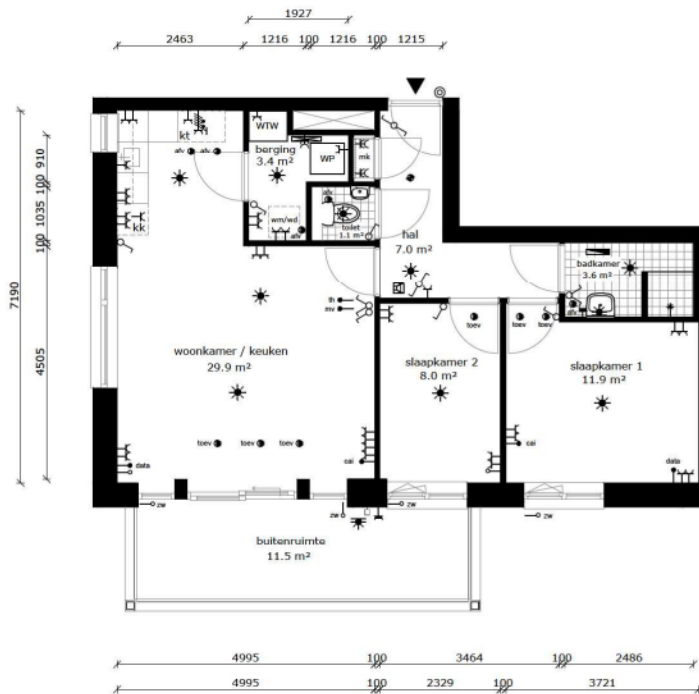 1927
2463 1216 100 1216 100 1215
kt
WTW
afv afv
berging
3.4 m²
WP
mk
kk
wm/wd
afv
afv
toilet
1.1 m²
hal
7.0 m²
badkamer
3.6 m²
afv
th
mv
toev
toev toev
woonkamer / keuken
29.9 m²
slaapkamer 2
8.0 m²
slaapkamer 1
11.9 m²
toev toev toev
data
cai
cai
data
zw
zw
zw
zw
buitenruimte
11.5 m²
7190
910
100
1035
100
4505
4995 100 3464 100 2486
4995 100 2329 100 3721